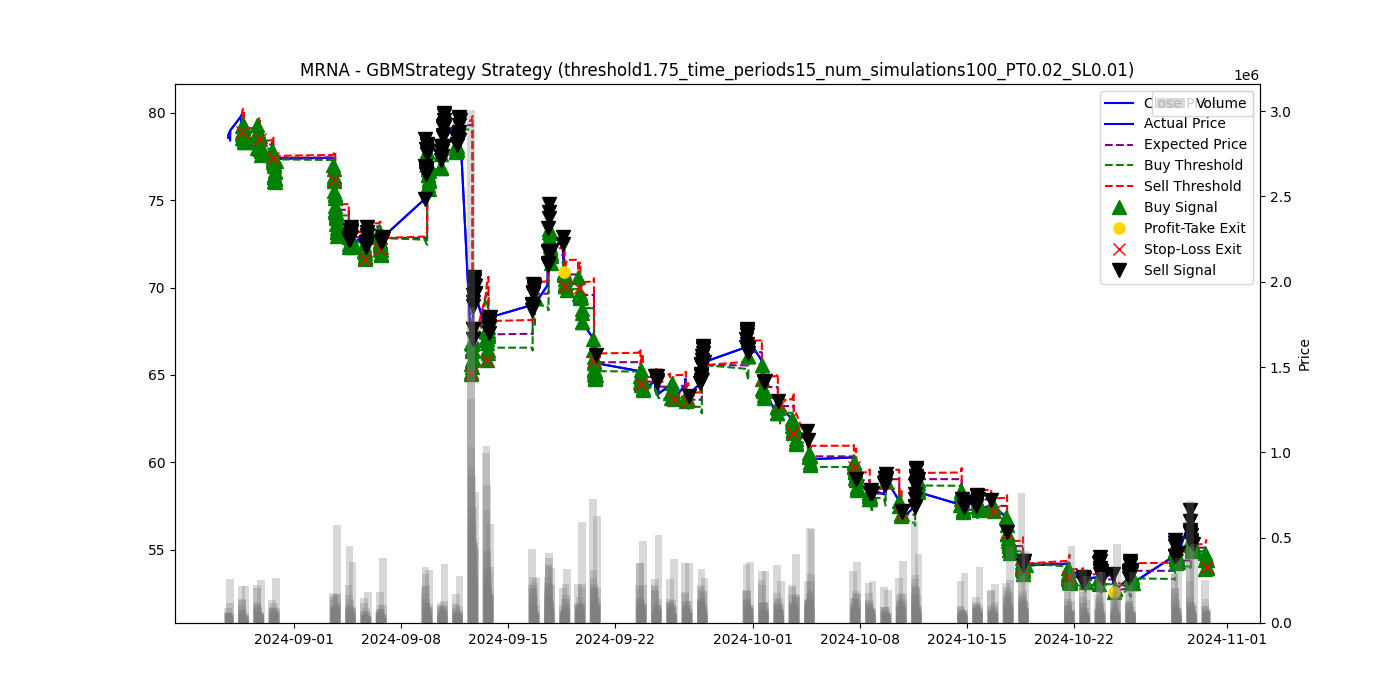 MRNA - GBMStrategy Strategy (threshold1.75_time_periods15_num_simulations100_PT0.02_SL0.01)
1e6
80
75
70
65
60
55
3.0
2.5
2.0
1.5
1.0
0.5
0.0
Price
Volume
Actual Price
Expected Price
Buy Threshold
Sell Threshold
Buy Signal
Profit-Take Exit
Stop-Loss Exit
Sell Signal
2024-09-01
2024-09-08
2024-09-15
2024-09-22
2024-10-01
2024-10-08
2024-10-15
2024-10-22
2024-11-01